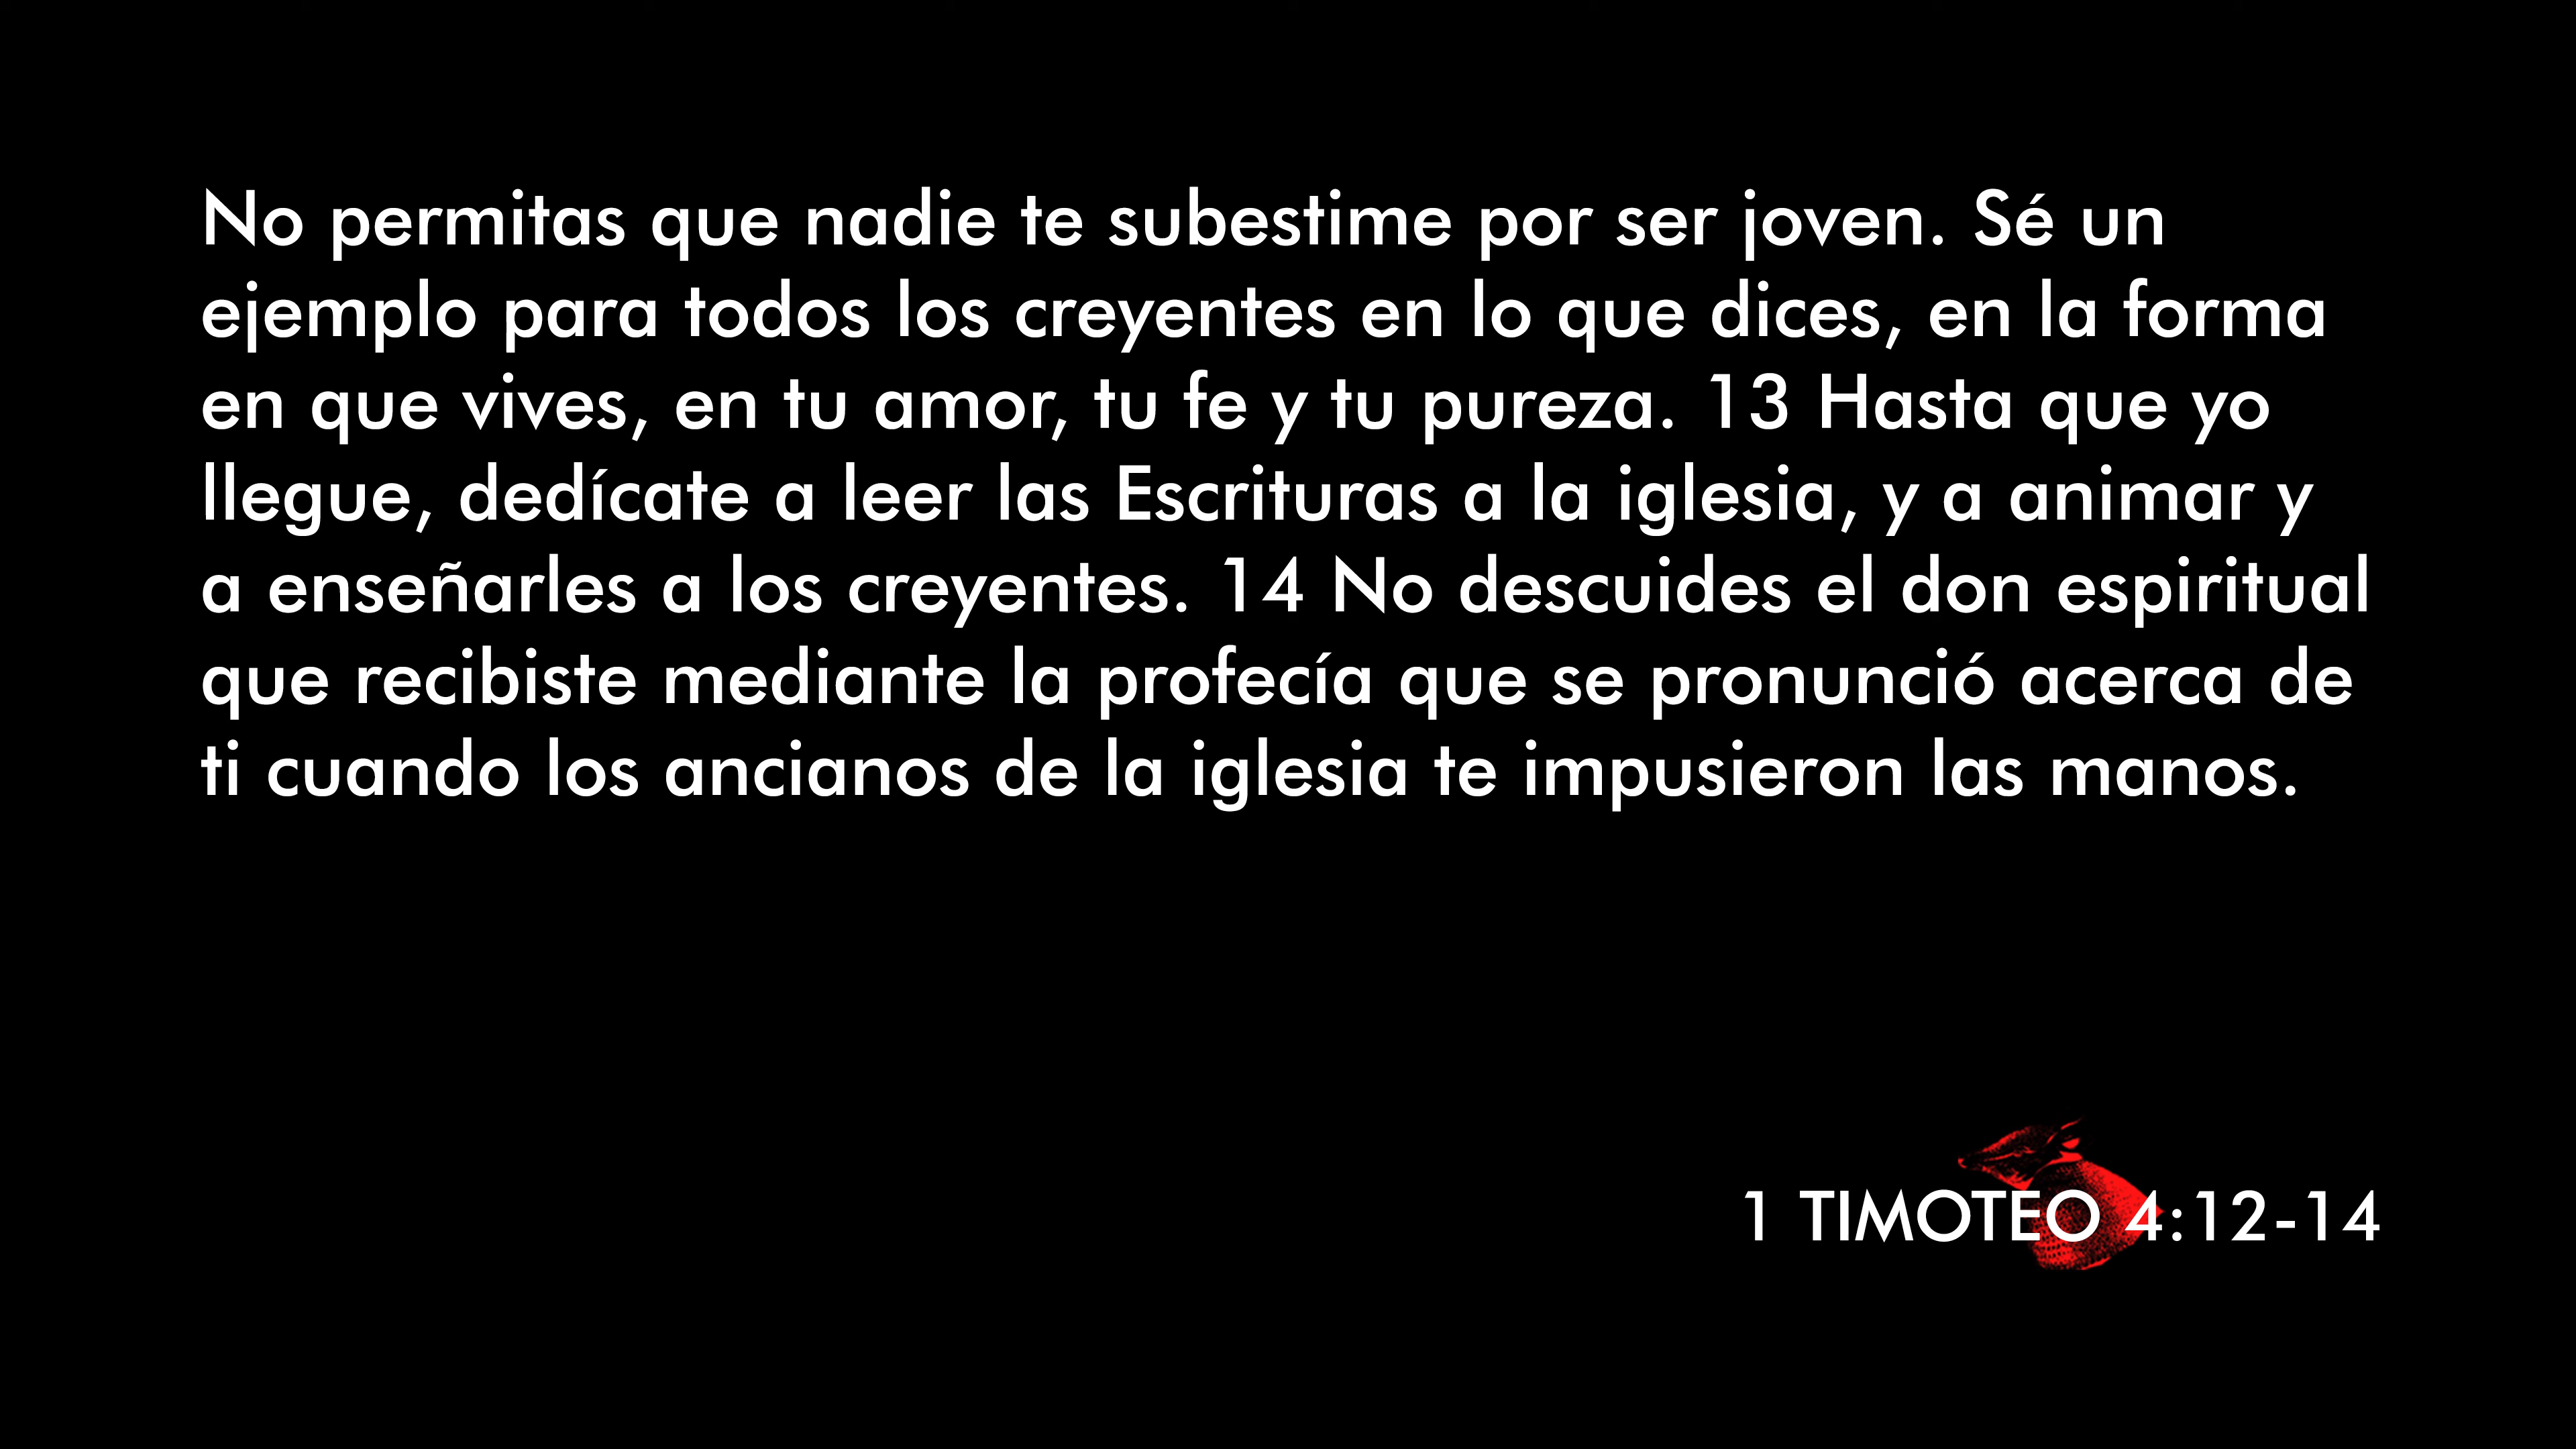 No permitas que nadie te subestime por ser joven. Sé un
ejemplo para todos los creyentes en lo que dices, en la forma
en que vives, en tu amor, tu fe y tu pureza. 13 Hasta que yo
llegue, dedícate a leer las Escrituras a la iglesia, y a animar y
a enseñarles a los creyentes. 14 No descuides el don espiritual
que recibiste mediante la profecía que se pronunció acerca de
ti cuando los ancianos de la iglesia te impusieron las manos.
1 TIMOTEO 4:12-14